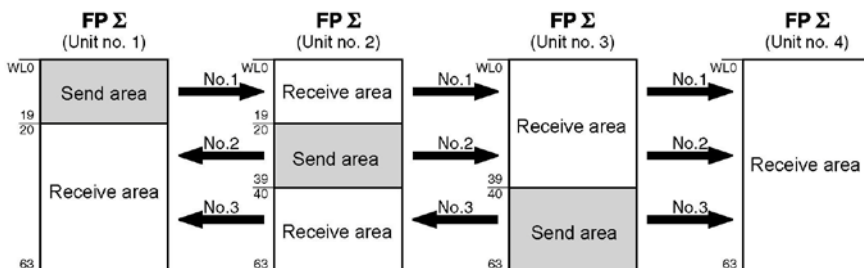 FP Σ FP Σ FP Σ FP Σ
(Unit no. 1) (Unit no. 2) (Unit no. 3) (Unit no. 4)
WL0 WL0 WL0 WL0
Send area No.1 Receive area No.1 No.1
19 19
20 20
Receive area
No.2 Send area No.2 No.2
Receive area Receive area
39 39
40 40
No.3 Receive area No.3 Send area No.3
63 63 63 63